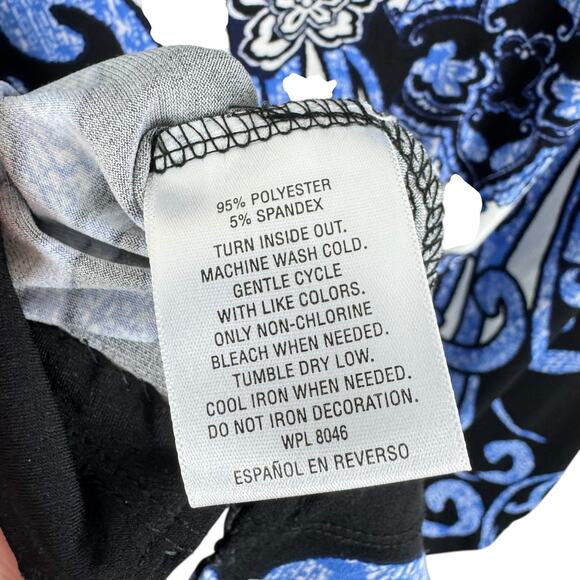 95% POLYESTER
5% SPANDEX
TURN INSIDE OUT.
MACHINE WASH COLD.
GENTLE CYCLE
WITH LIKE COLORS.
ONLY NON-CHLORINE
BLEACH WHEN NEEDED.
TUMBLE DRY LOW.
COOL IRON WHEN NEEDED.
DO NOT IRON DECORATION.
WPL 8046
ESPAÑOL EN REVERSO